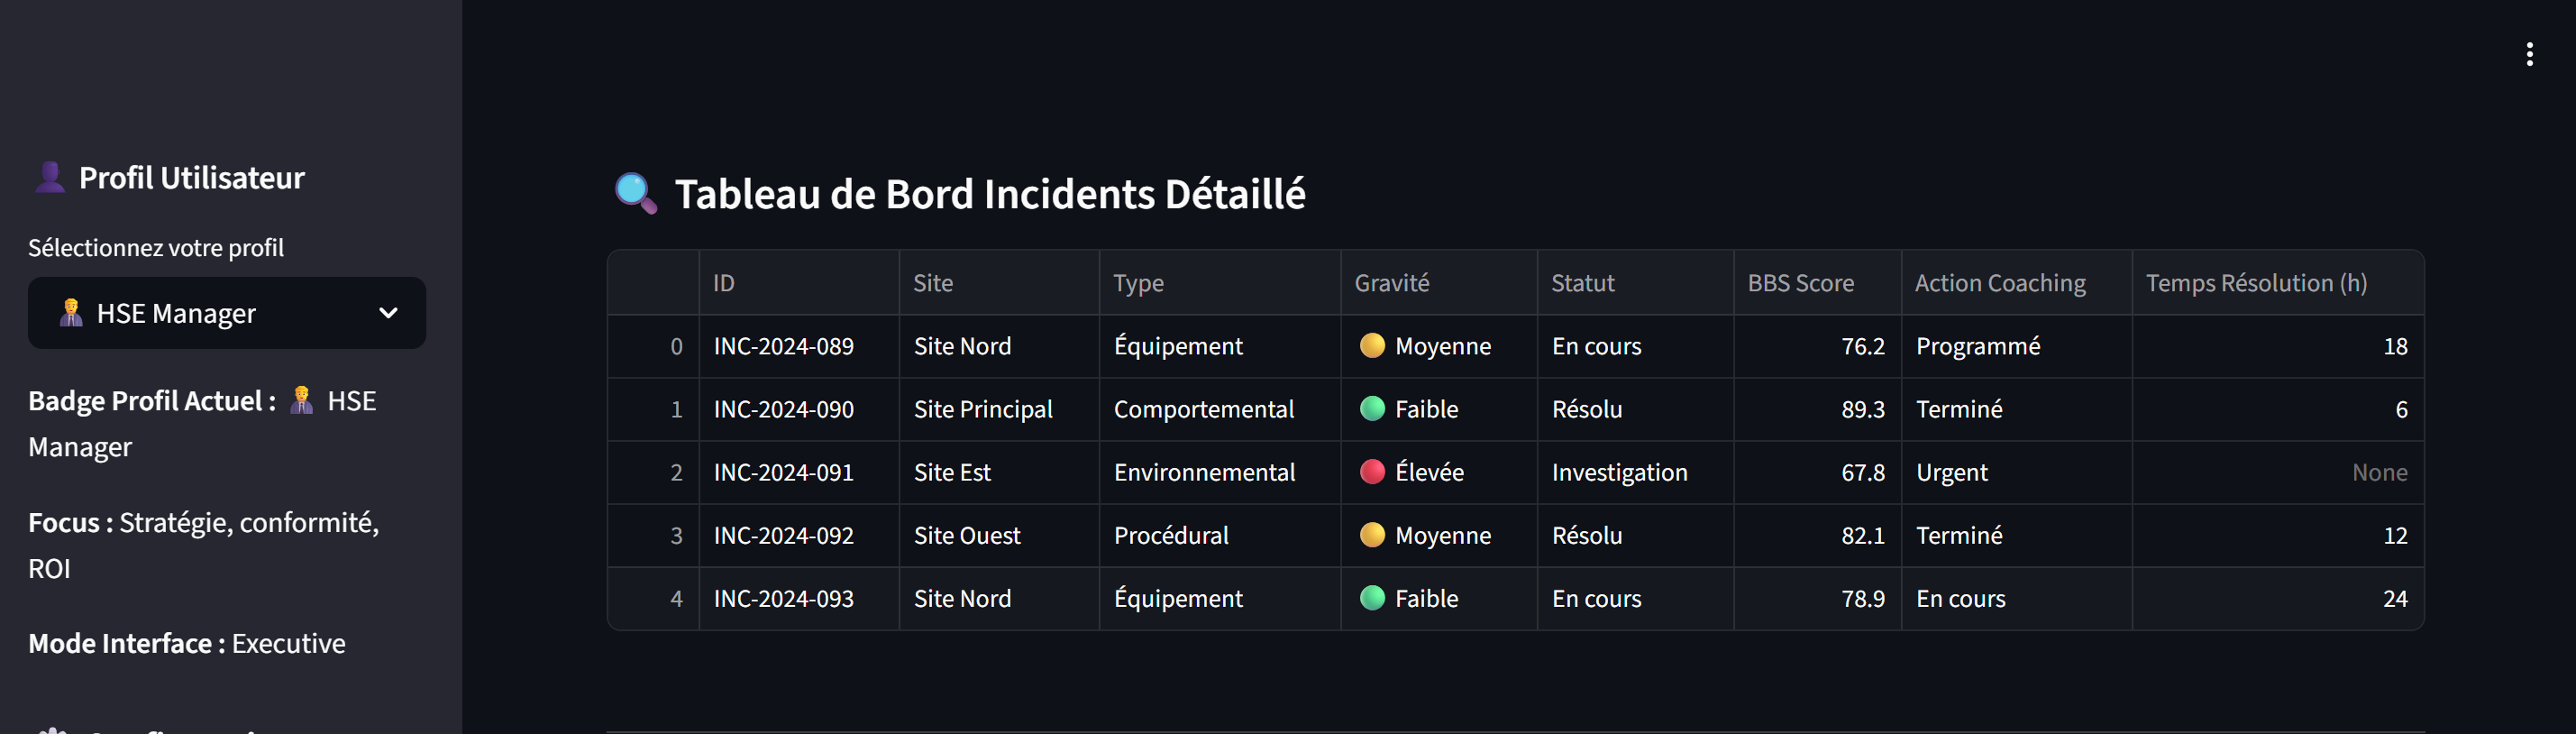 Profil Utilisateur
Sélectionnez votre profil
HSE Manager
Badge Profil Actuel : HSE
Manager
Focus : Stratégie, conformité,
ROI
Mode Interface : Executive
Tableau de Bord Incidents Détaillé
ID Site Type Gravité Statut BBS Score Action Coaching Temps Résolution (h)
0 INC-2024-089 Site Nord Équipement Moyenne En cours 76.2 Programmé 18
1 INC-2024-090 Site Principal Comportemental Faible Résolu 89.3 Terminé 6
2 INC-2024-091 Site Est Environnemental Élevée Investigation 67.8 Urgent None
3 INC-2024-092 Site Ouest Procédural Moyenne Résolu 82.1 Terminé 12
4 INC-2024-093 Site Nord Équipement Faible En cours 78.9 En cours 24